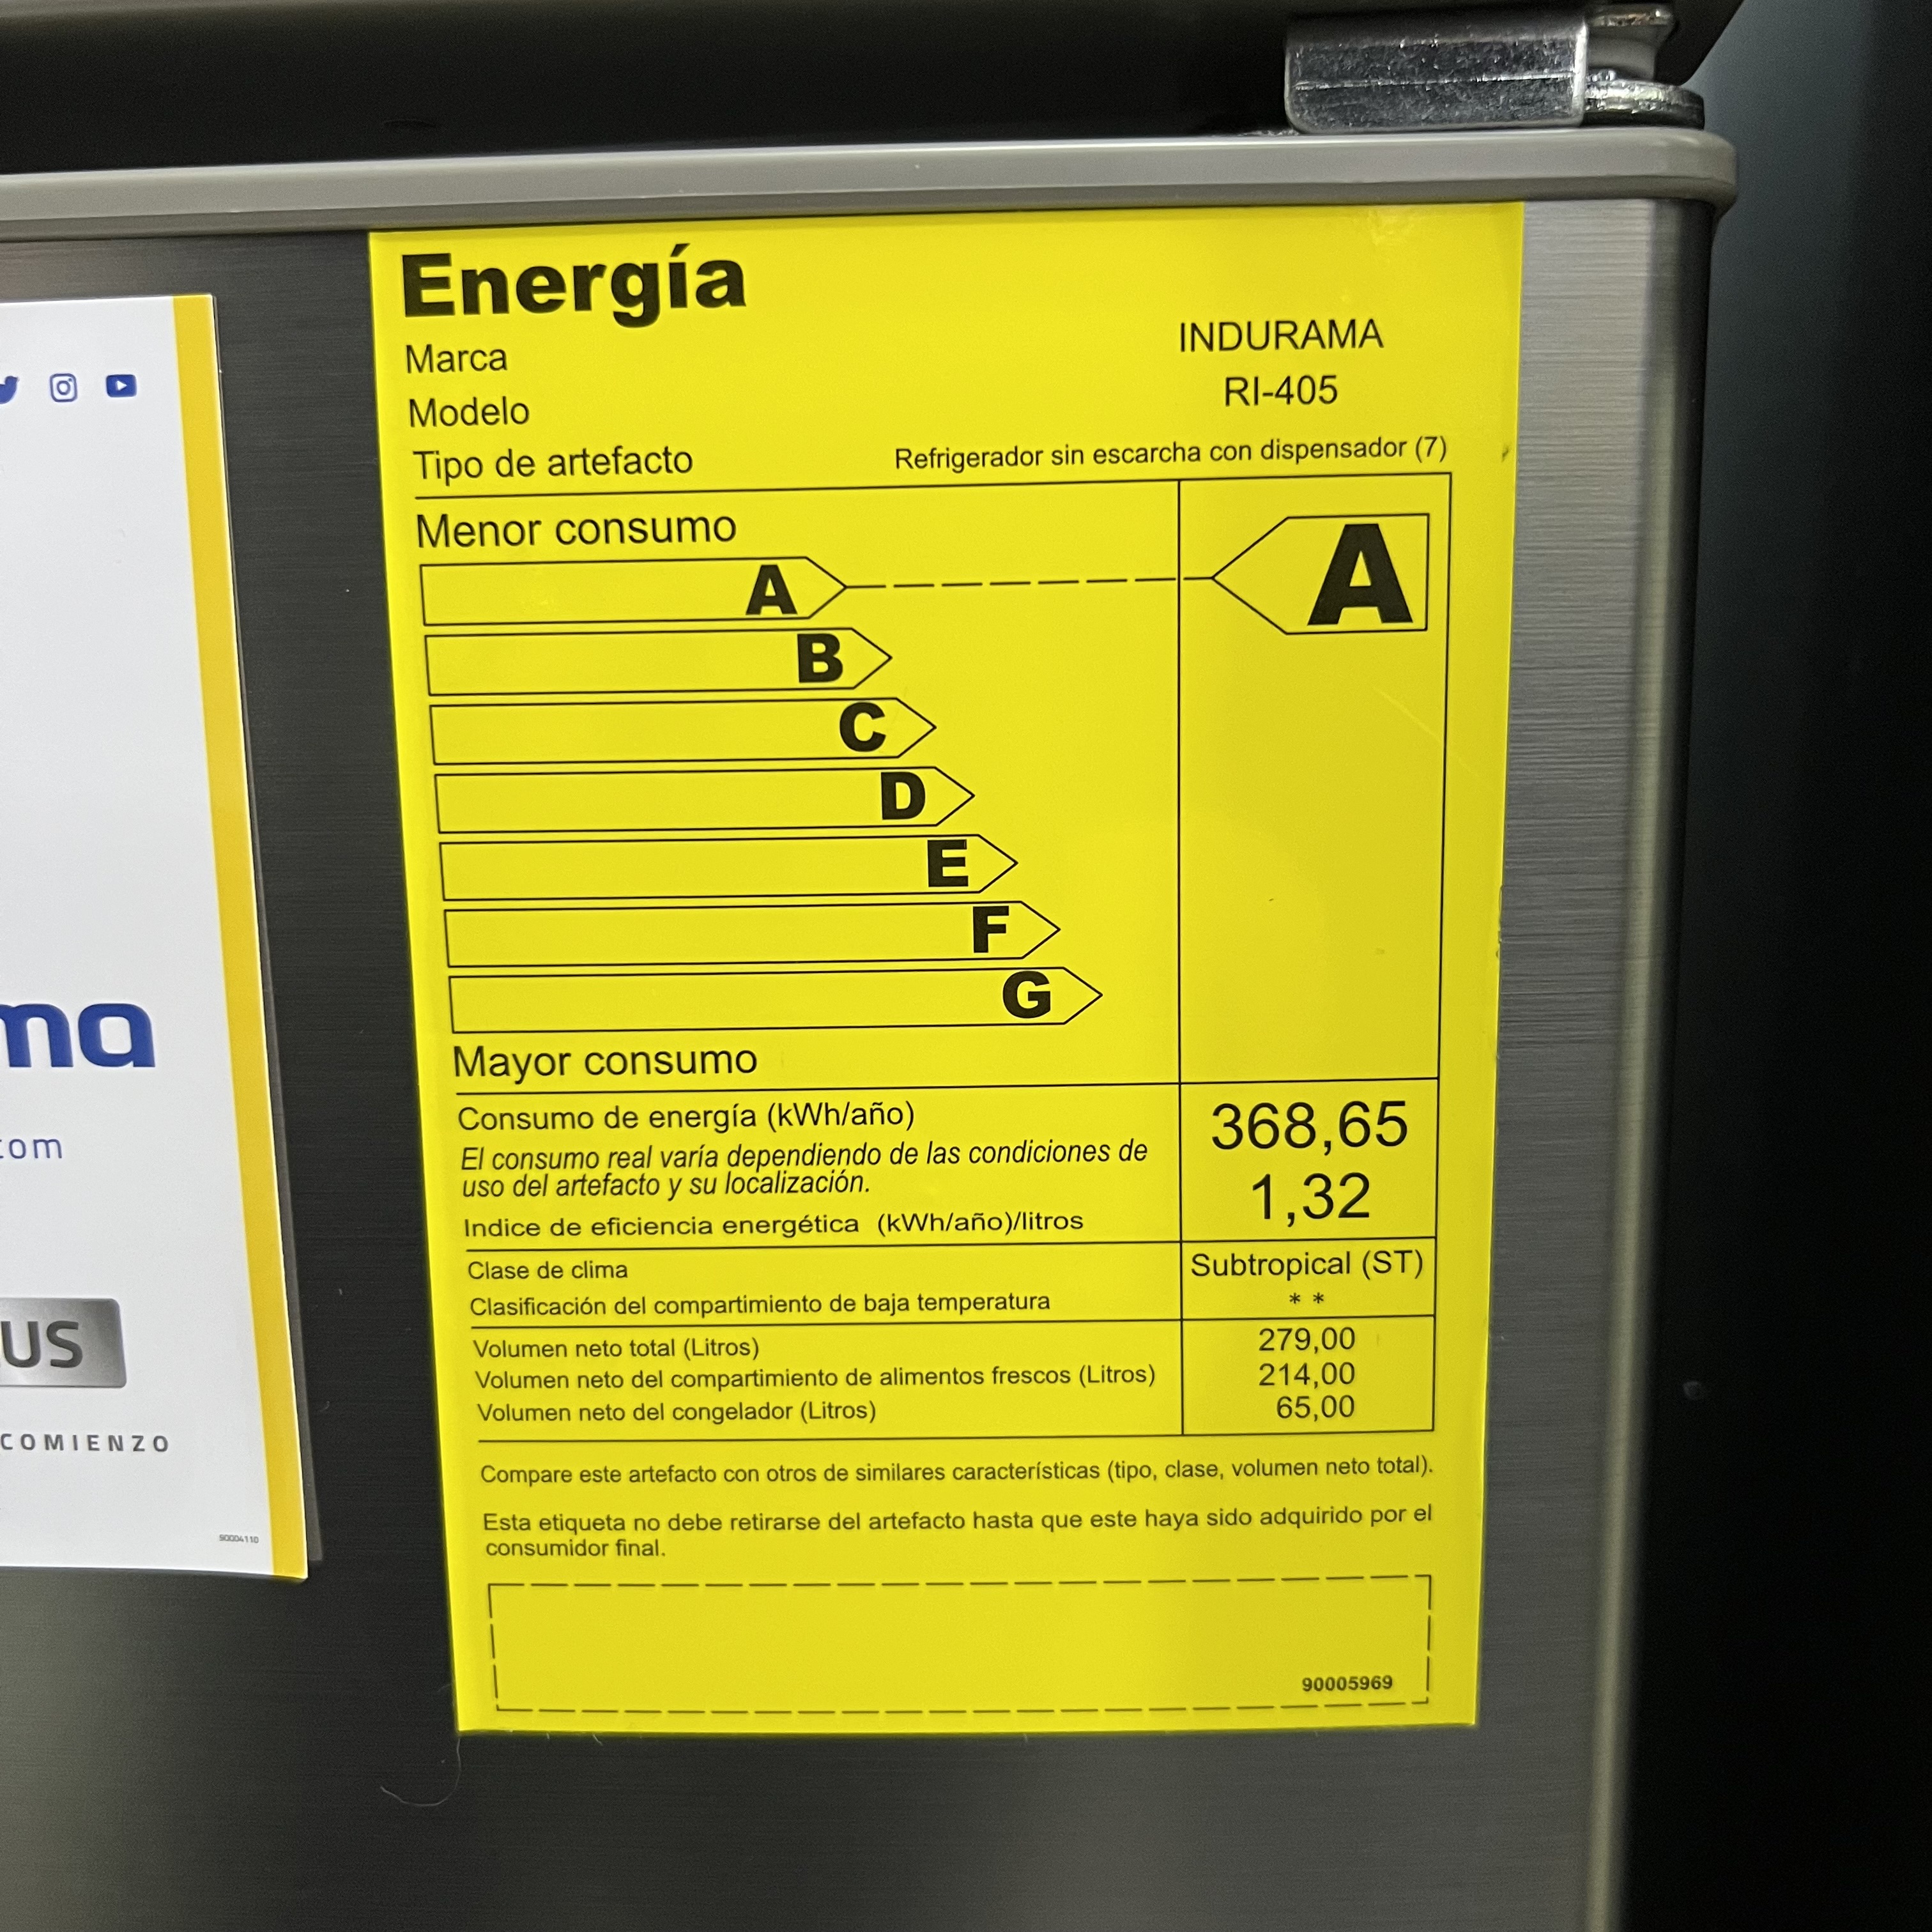 Energía
Marca INDURAMA
Modelo RI-405
Tipo de artefacto Refrigerador sin escarcha con dispensador (7)
Menor consumo
A A
B
C
D
E
F
G
Mayor consumo
Consumo de energía (kWh/año) 368,65
El consumo real varía dependiendo de las condiciones de
uso del artefacto y su localización.
Indice de eficiencia energética (kWh/año)/litros 1,32
Clase de clima Subtropical (ST)
Clasificación del compartimiento de baja temperatura * *
Volumen neto total (Litros) 279,00
Volumen neto del compartimiento de alimentos frescos (Litros) 214,00
Volumen neto del congelador (Litros) 65,00
Compare este artefacto con otros de similares características (tipo, clase, volumen neto total).
Esta etiqueta no debe retirarse del artefacto hasta que este haya sido adquirido por el
consumidor final.
90005969
ma
com
US
COMIENZO
90004110